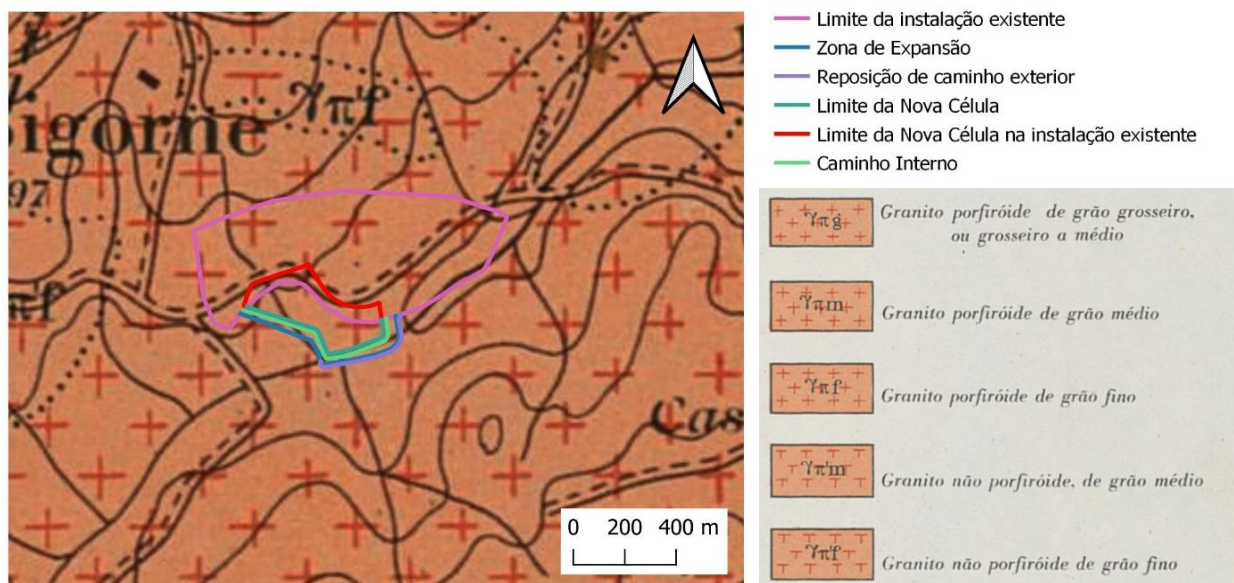 igorne
γπ'f
97
π'f
Cas
0 200 400 m
Limite da instalação existente
Zona de Expansão
Reposição de caminho exterior
Limite da Nova Célula
Limite da Nova Célula na instalação existente
Caminho Interno
γπg
Granito porfiróide de grão grosseiro,
ou grosseiro a médio
γπm
Granito porfiróide de grão médio
γπf
Granito porfiróide de grão fino
γπ'm
Granito não porfiróide, de grão médio
γπ'f
Granito não porfiróide de grão fino